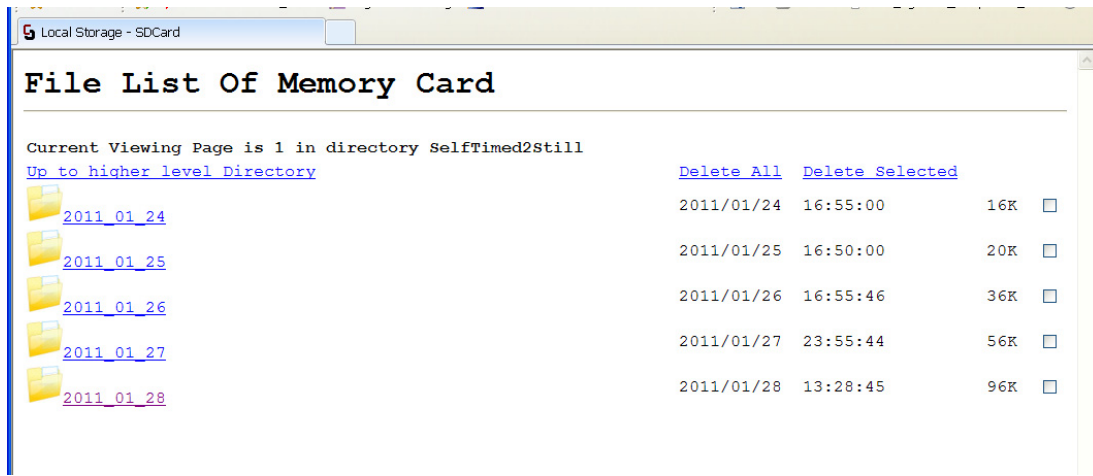 Local Storage - SDCard
File List Of Memory Card
Current Viewing Page is 1 in directory SelfTimed2Still
Up to higher level Directory Delete All Delete Selected
2011_01_24 2011/01/24 16:55:00 16K
2011_01_25 2011/01/25 16:50:00 20K
2011_01_26 2011/01/26 16:55:46 36K
2011_01_27 2011/01/27 23:55:44 56K
2011_01_28 2011/01/28 13:28:45 96K